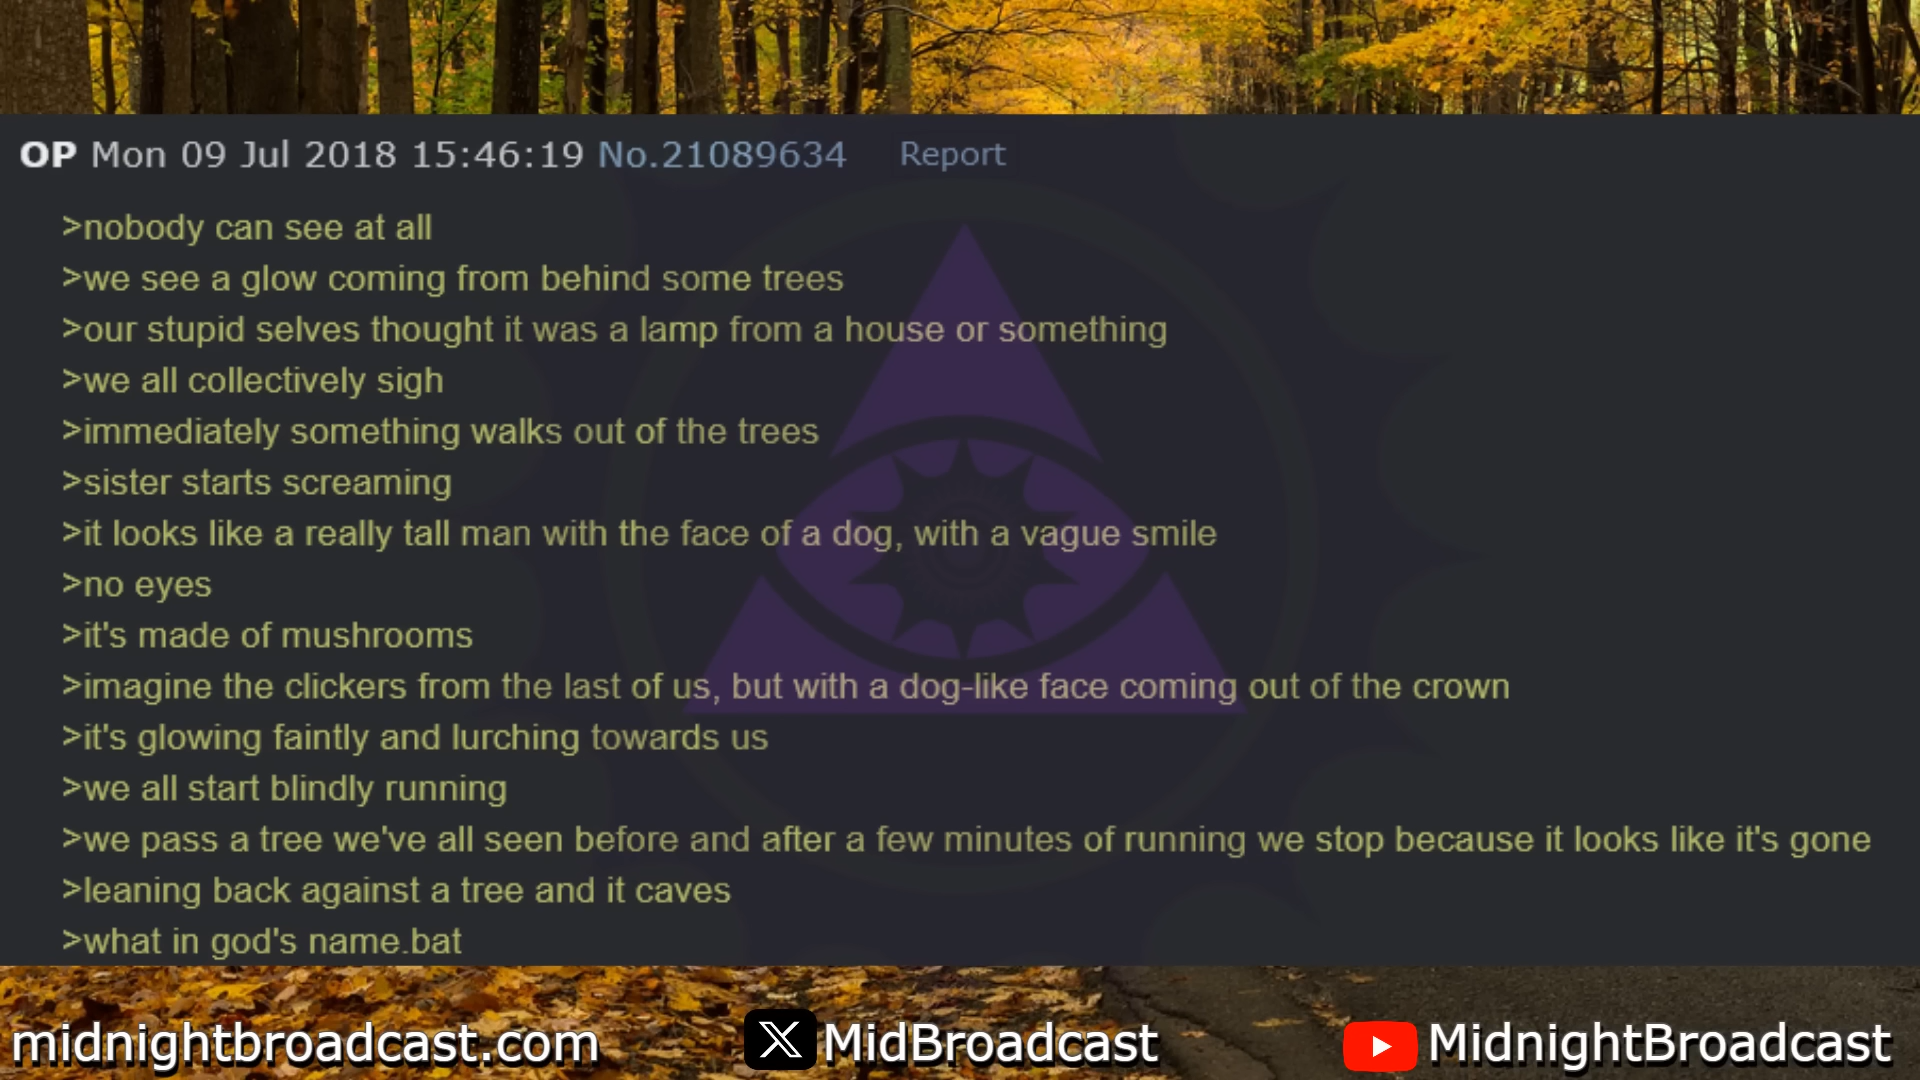 OP Mon 09 Jul 2018 15:46:19 No.21089634 Report
>nobody can see at all
>we see a glow coming from behind some trees
>our stupid selves thought it was a lamp from a house or something
>we all collectively sigh
>immediately something walks out of the trees
>sister starts screaming
>it looks like a really tall man with the face of a dog, with a vague smile
>no eyes
>it's made of mushrooms
>imagine the clickers from the last of us, but with a dog-like face coming out of the crown
>it's glowing faintly and lurching towards us
>we all start blindly running
>we pass a tree we've all seen before and after a few minutes of running we stop because it looks like it's gone
>leaning back against a tree and it caves
>what in god's name.bat
midnightbroadcast.com MidBroadcast MidnightBroadcast